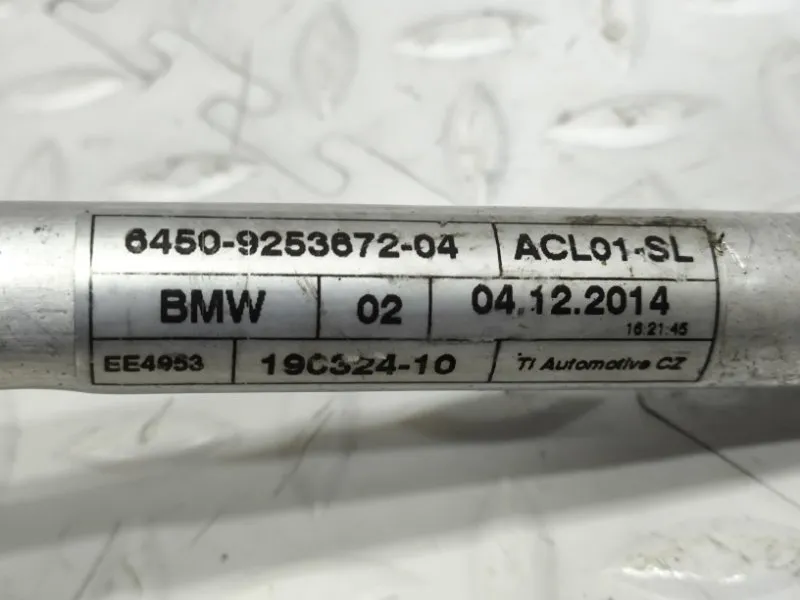 6450-9253672-04 ACL01-SL
BMW 02 04.12.2014
16:21:45
EE4953 190324-10 TI Automotive CZ